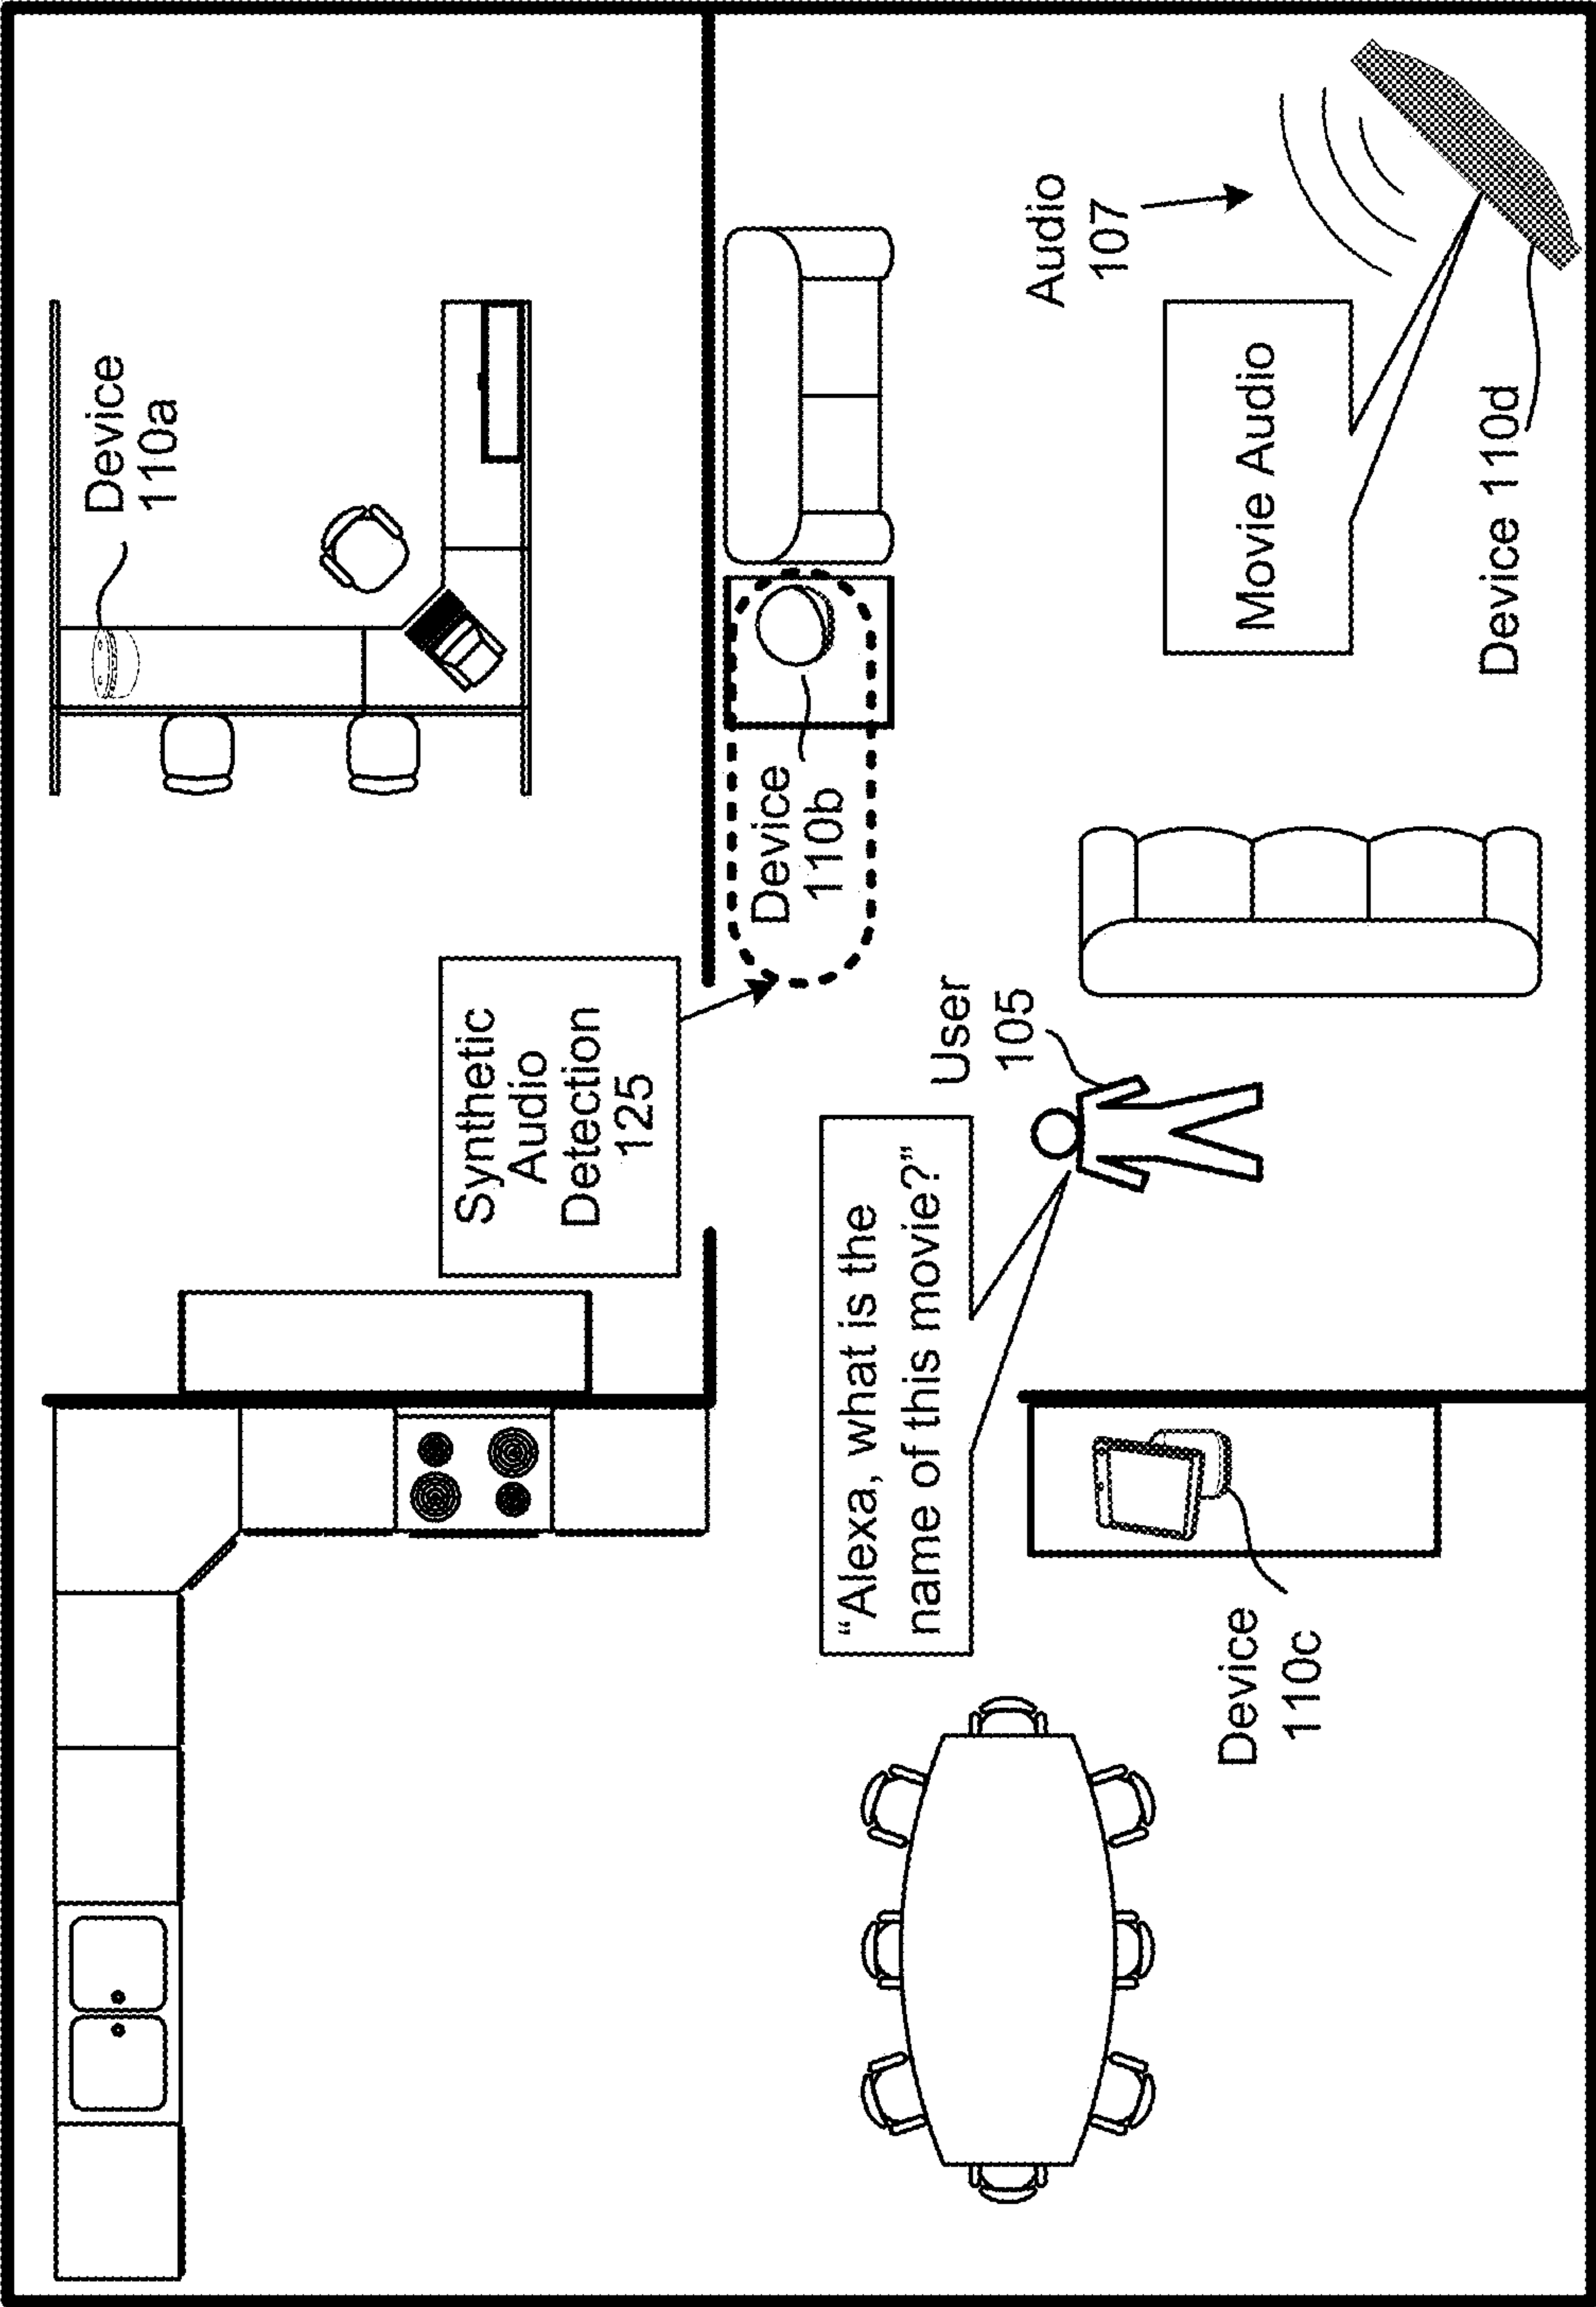 Device
110a
Synthetic
Audio
Detection
125
Device
110b
"Alexa, what is the
name of this movie?"
User
105
Audio
107
Movie Audio
Device
110c
Device 110d